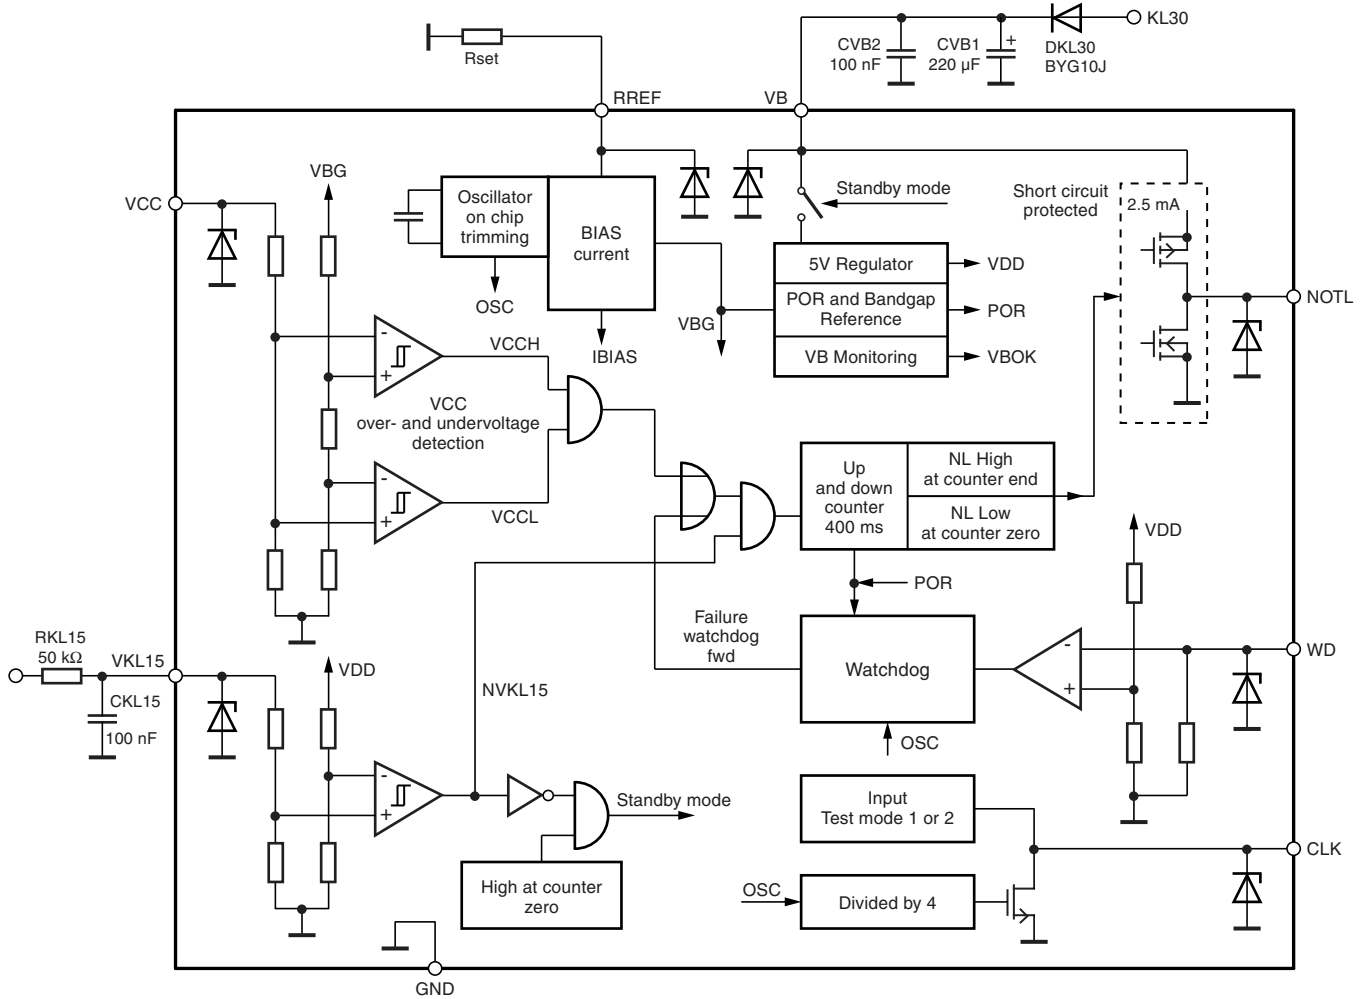 KL30
CVB2
100 nF
CVB1
220 µF
+
DKL30
BYG10J
Rset
RREF
VB
VCC
VBG
Oscillator
on chip
trimming
BIAS
current
OSC
IBIAS
VBG
Standby mode
5V Regulator
VDD
POR and Bandgap
Reference
POR
VB Monitoring
VBOK
Short circuit
protected
2.5 mA
NOTL
-
+
VCCH
VCC
over- and undervoltage
detection
-
+
VCCL
Up
and down
counter
400 ms
NL High
at counter end
NL Low
at counter zero
POR
VDD
Failure
watchdog
fwd
Watchdog
-
+
WD
OSC
RKL15
50 kΩ
VKL15
CKL15
100 nF
VDD
NVKL15
-
+
Standby mode
High at counter
zero
Input
Test mode 1 or 2
CLK
OSC
Divided by 4
GND